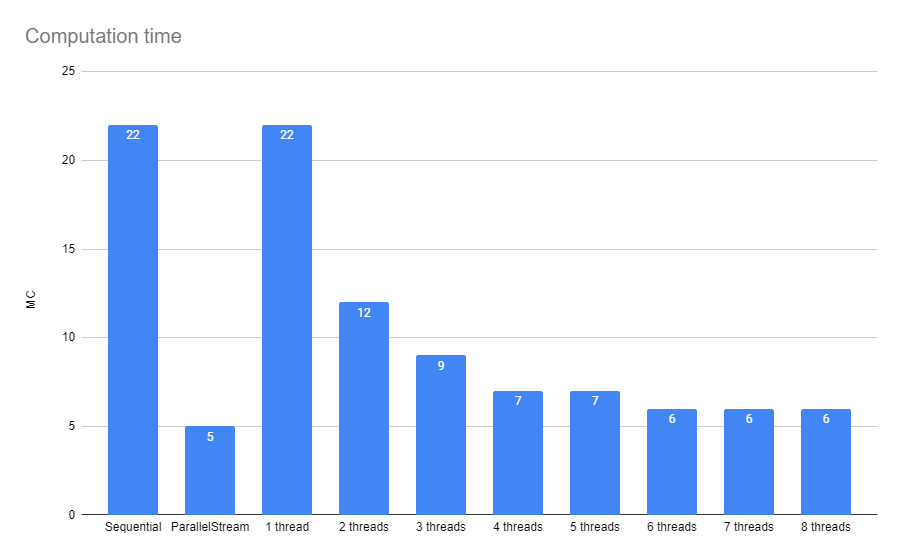 Computation time
25
20
15
10
5
0
MC
22
5
22
12
9
7
7
6
6
6
Sequential
ParallelStream
1 thread
2 threads
3 threads
4 threads
5 threads
6 threads
7 threads
8 threads